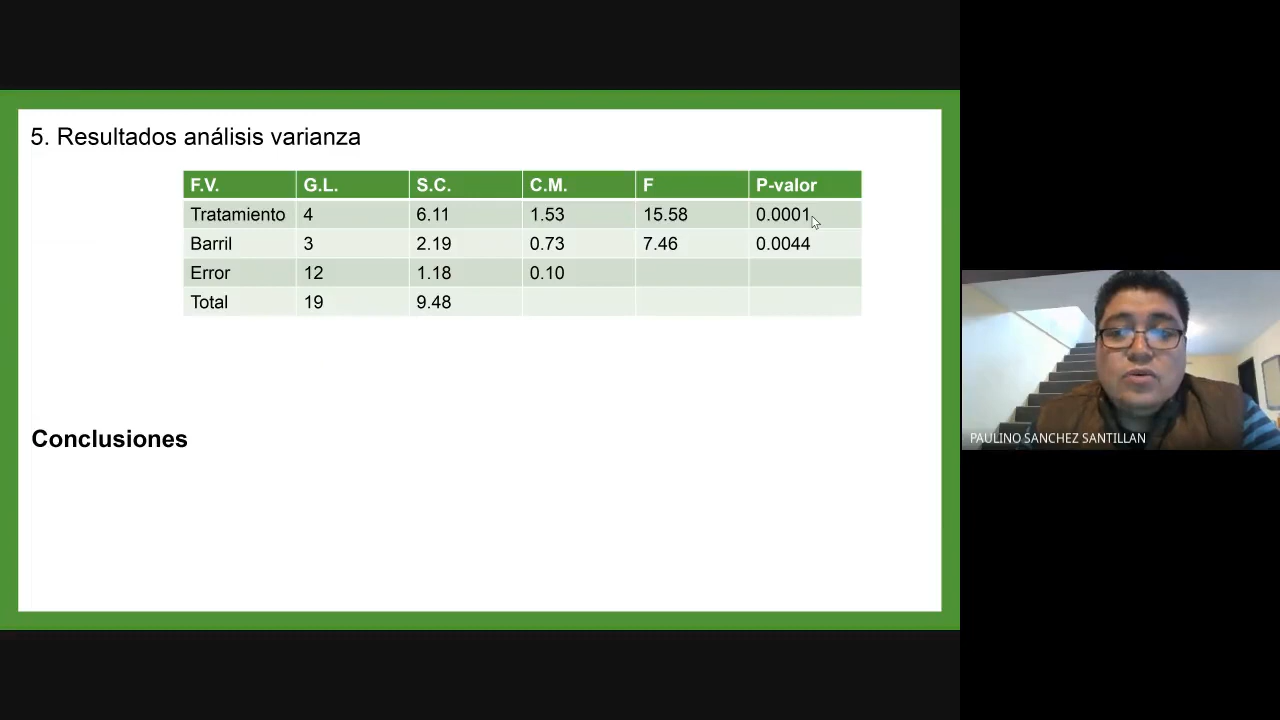 5. Resultados análisis varianza
F.V. G.L. S.C. C.M. F P-valor
Tratamiento 4 6.11 1.53 15.58 0.0001
Barril 3 2.19 0.73 7.46 0.0044
Error 12 1.18 0.10
Total 19 9.48
Conclusiones
PAULINO SANCHEZ SANTILLAN